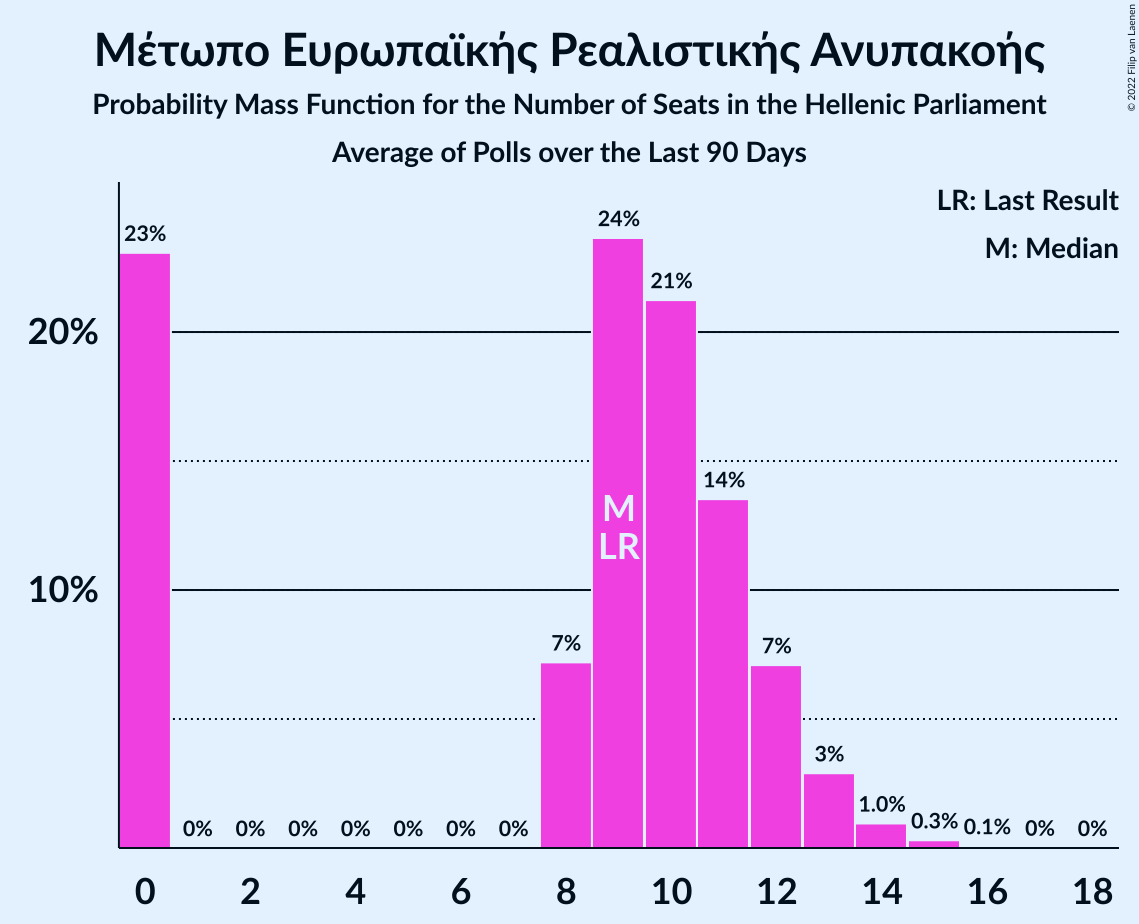 Μέτωπο Ευρωπαϊκής Ρεαλιστικής Ανυπακοής
Probability Mass Function for the Number of Seats in the Hellenic Parliament
Average of Polls over the Last 90 Days
© 2022 Filip van Laenen
LR: Last Result
M: Median
23%
24%
21%
20%
14%
M
LR
10%
7%
7%
3%
1.0%
0% 0% 0% 0% 0% 0% 0% 0.3% 0.1% 0% 0%
0 2 4 6 8 10 12 14 16 18